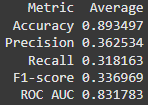 Metric Average
Accuracy 0.893497
Precision 0.362534
Recall 0.318163
F1-score 0.336969
ROC AUC 0.831783